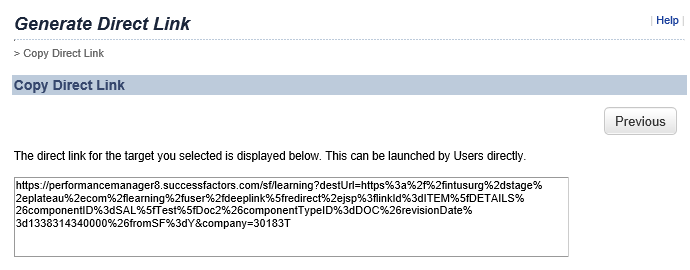 Generate Direct Link
| Help |
> Copy Direct Link
Copy Direct Link
Previous
The direct link for the target you selected is displayed below. This can be launched by Users directly.
https://performancemanager8.successfactors.com/sf/learning?destUrl=https%3a%2f%2fintusurg%2dstage%
2eplateau%2ecom%2flearning%2fuser%2fdeeplink%5fredirect%2ejsp%3flinkId%3dITEM%5fDETAILS%
26componentID%3dSAL%5fTest%5fDoc2%26componentTypeID%3dDOC%26revisionDate%
3d1338314340000%26fromSF%3dY&company=30183T